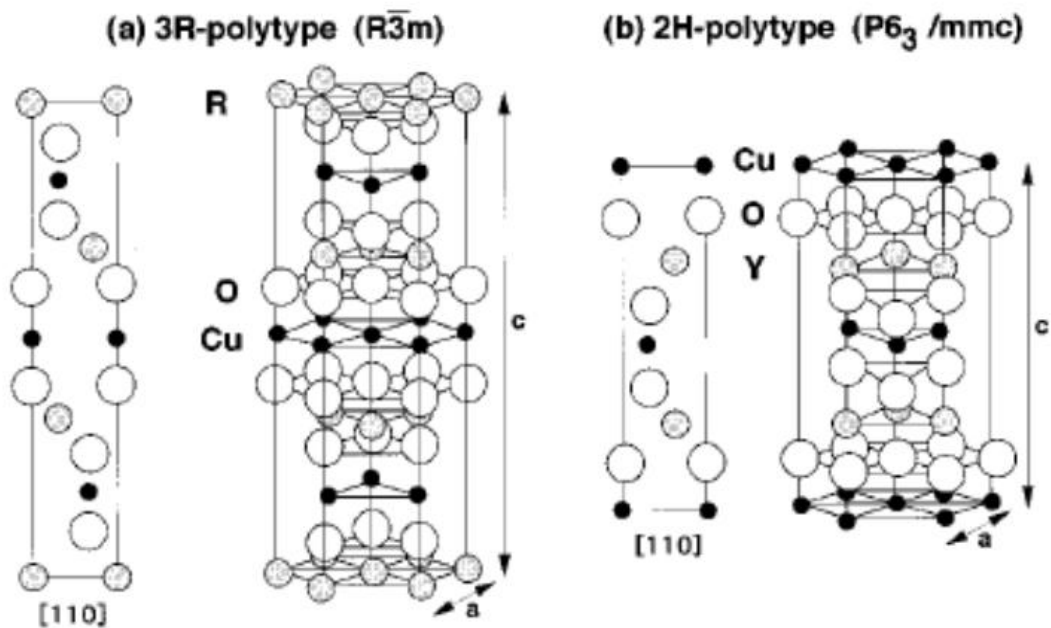 (a) 3R-polytype (R3̅m)
(b) 2H-polytype (P6₃ /mmc)
R
O
Cu
c
a
[110]
Cu
O
Y
c
a
[110]